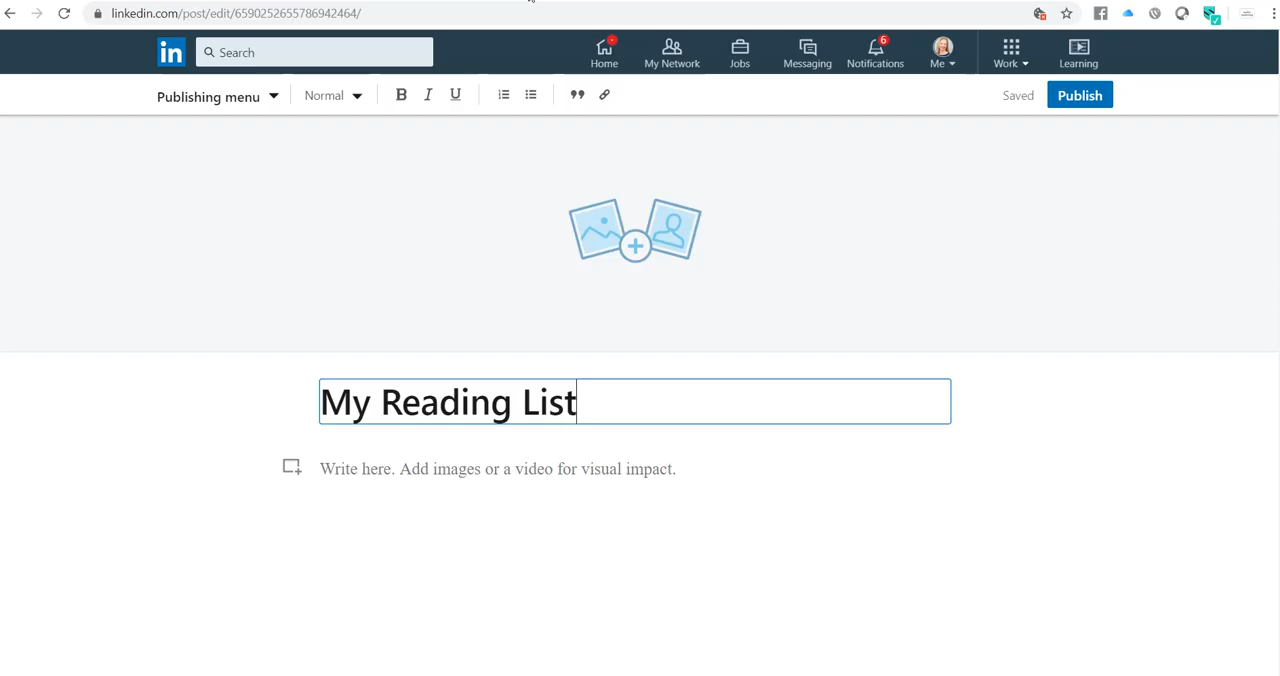 linkedin.com/post/edit/6590252655786942464/
in
Search
Home
My Network
Jobs
Messaging
6
Notifications
Me
Work
Learning
Publishing menu
Normal
B I U
Saved
Publish
My Reading List
Write here. Add images or a video for visual impact.